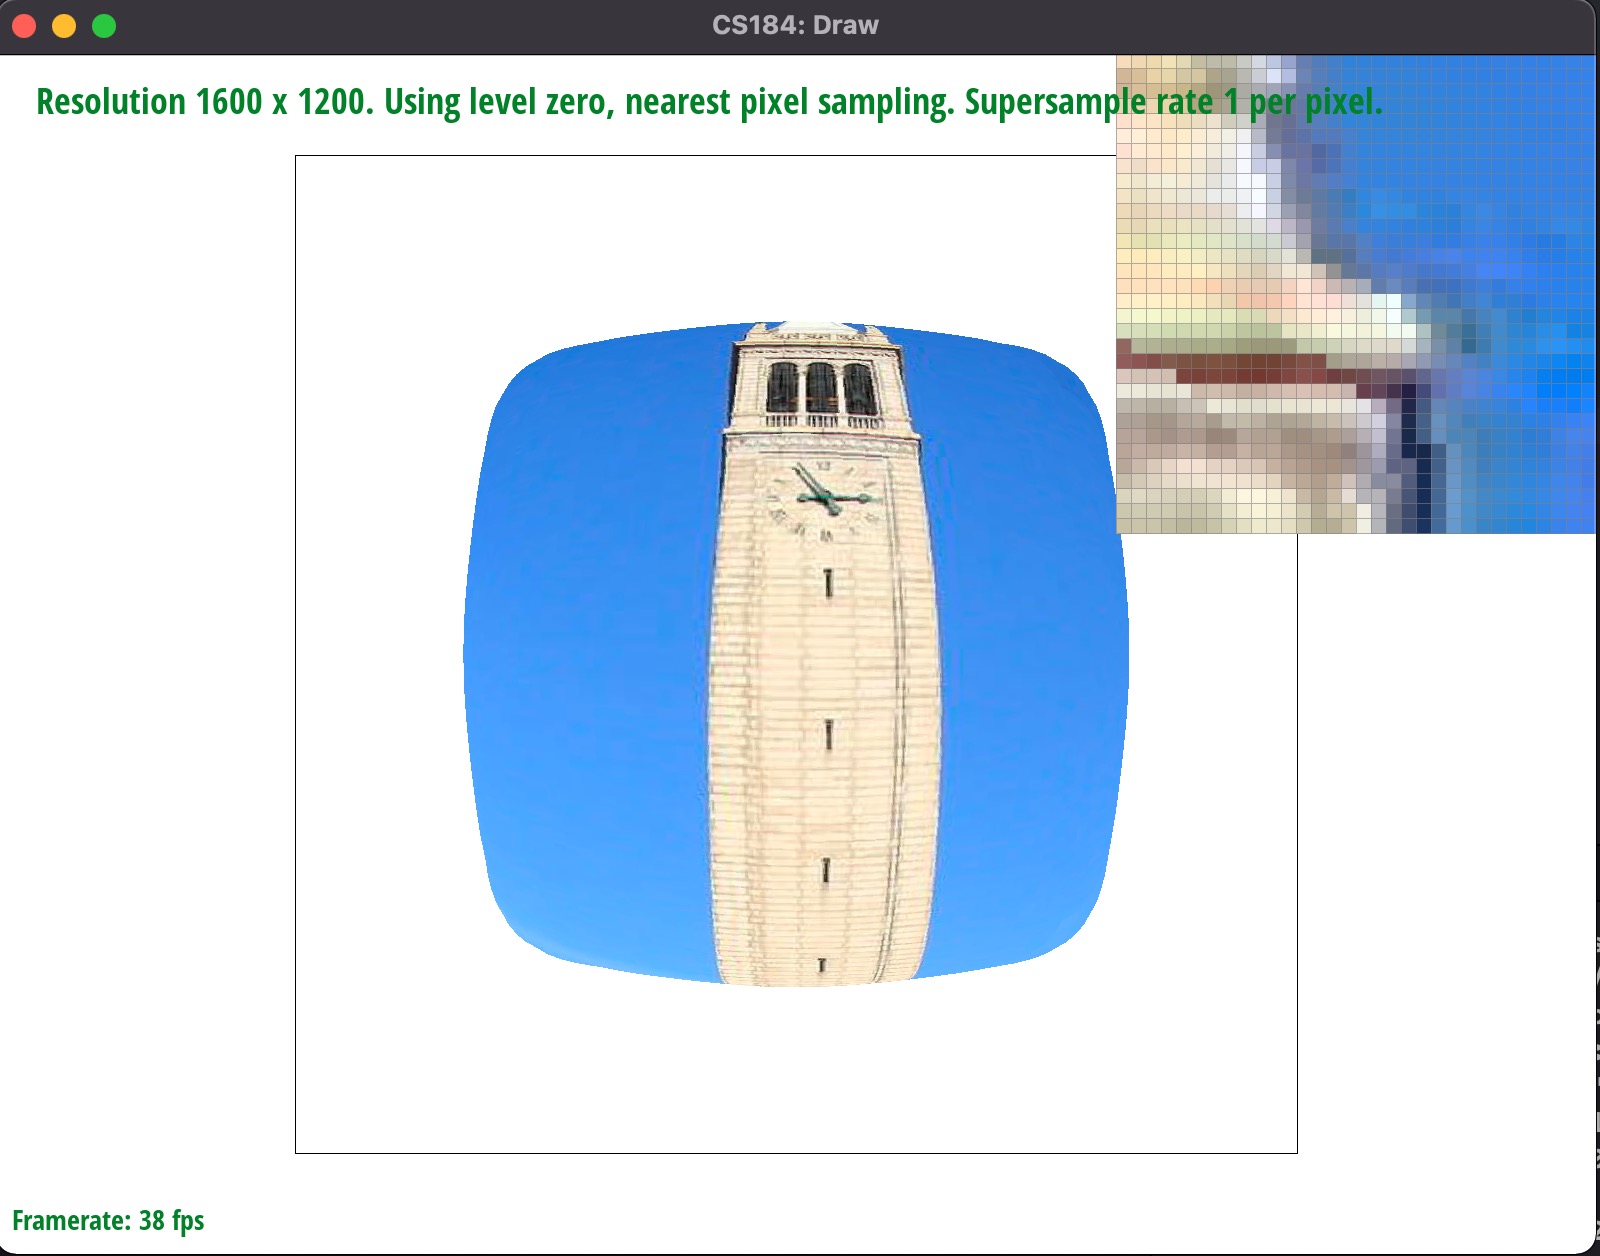 CS184: Draw
Resolution 1600 x 1200. Using level zero, nearest pixel sampling. Supersample rate 1 per pixel.
Framerate: 38 fps